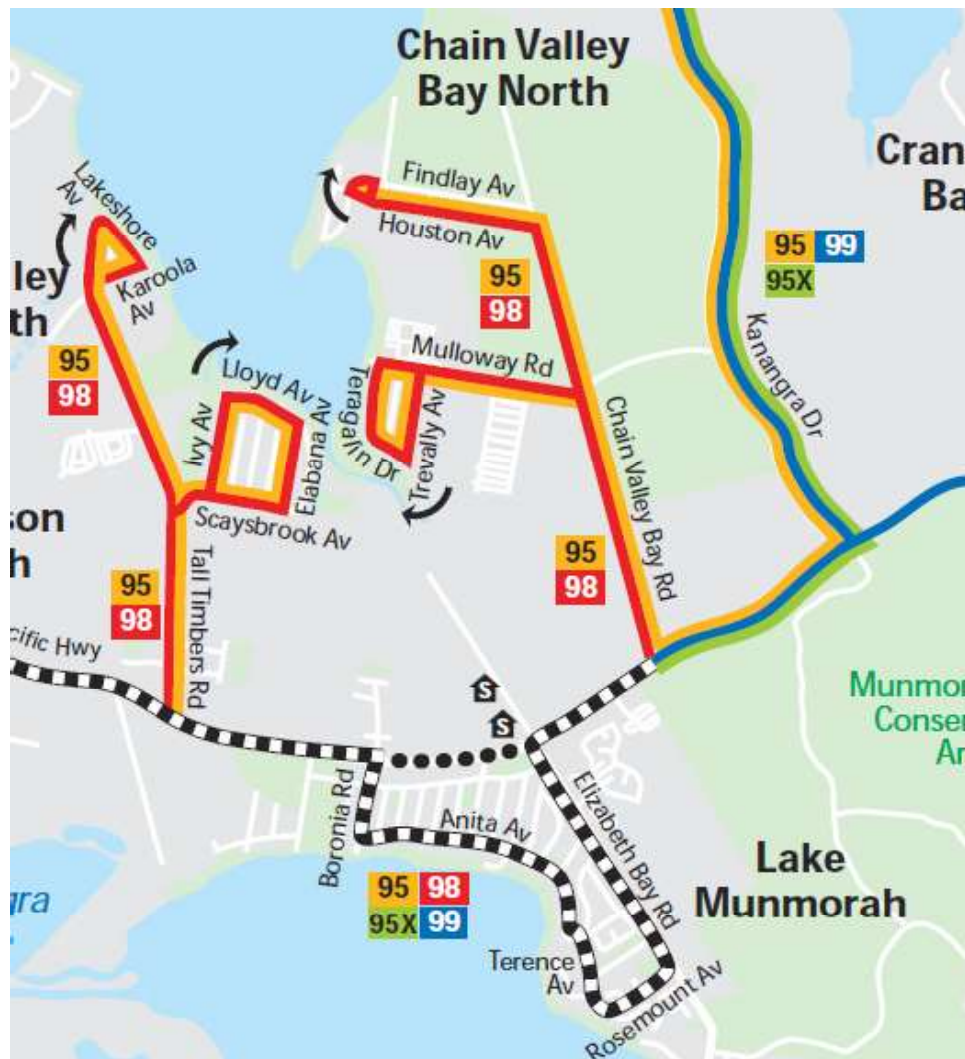 Chain Valley
Bay North
Cran
Ba
Findlay Av
Houston Av
Lakeshore
Av
Karoola
Av
ley
th
95
98
95
98
95 99
95X
Kanangra Dr
Mulloway Rd
Lloyd Av
Ivy Av
Elabana Av
Scaysbrook Av
Teragalin Dr
Trevally Av
Chain Valley Bay Rd
son
h
95
98
95
98
Tall Timbers Rd
cific Hwy
S
S
Munmor
Conser
Ar
Boronia Rd
Anita Av
Elizabeth Bay Rd
95 98
95X 99
Lake
Munmorah
gra
Terence
Av
Rosemount Av